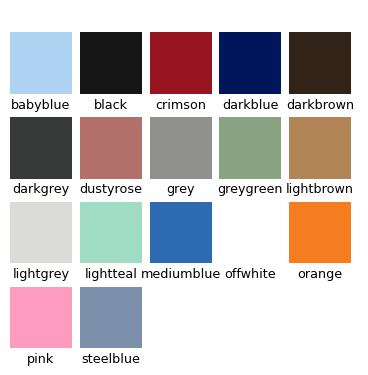 babyblue black crimson darkblue darkbrown
darkgrey dustyrose grey greygreen lightbrown
lightgrey lightteal mediumblue offwhite orange
pink steelblue